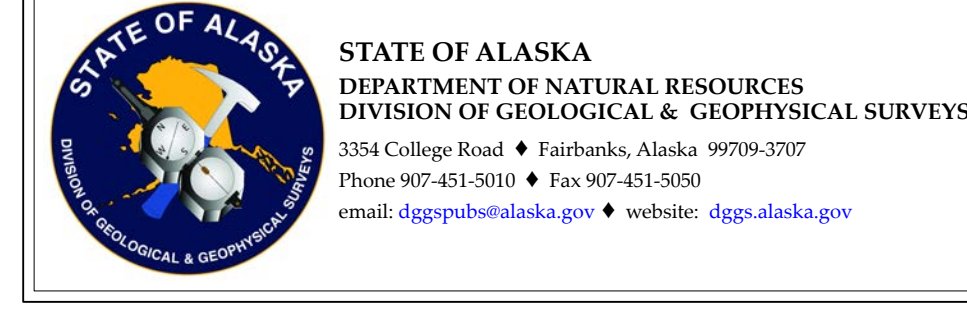 STATE OF ALASKA
DIVISION OF GEOLOGICAL & GEOPHYSICAL SURVEYS
N
E
W
S
STATE OF ALASKA
DEPARTMENT OF NATURAL RESOURCES
DIVISION OF GEOLOGICAL & GEOPHYSICAL SURVEYS
3354 College Road ♦ Fairbanks, Alaska 99709-3707
Phone 907-451-5010 ♦ Fax 907-451-5050
email: dggspubs@alaska.gov ♦ website: dggs.alaska.gov